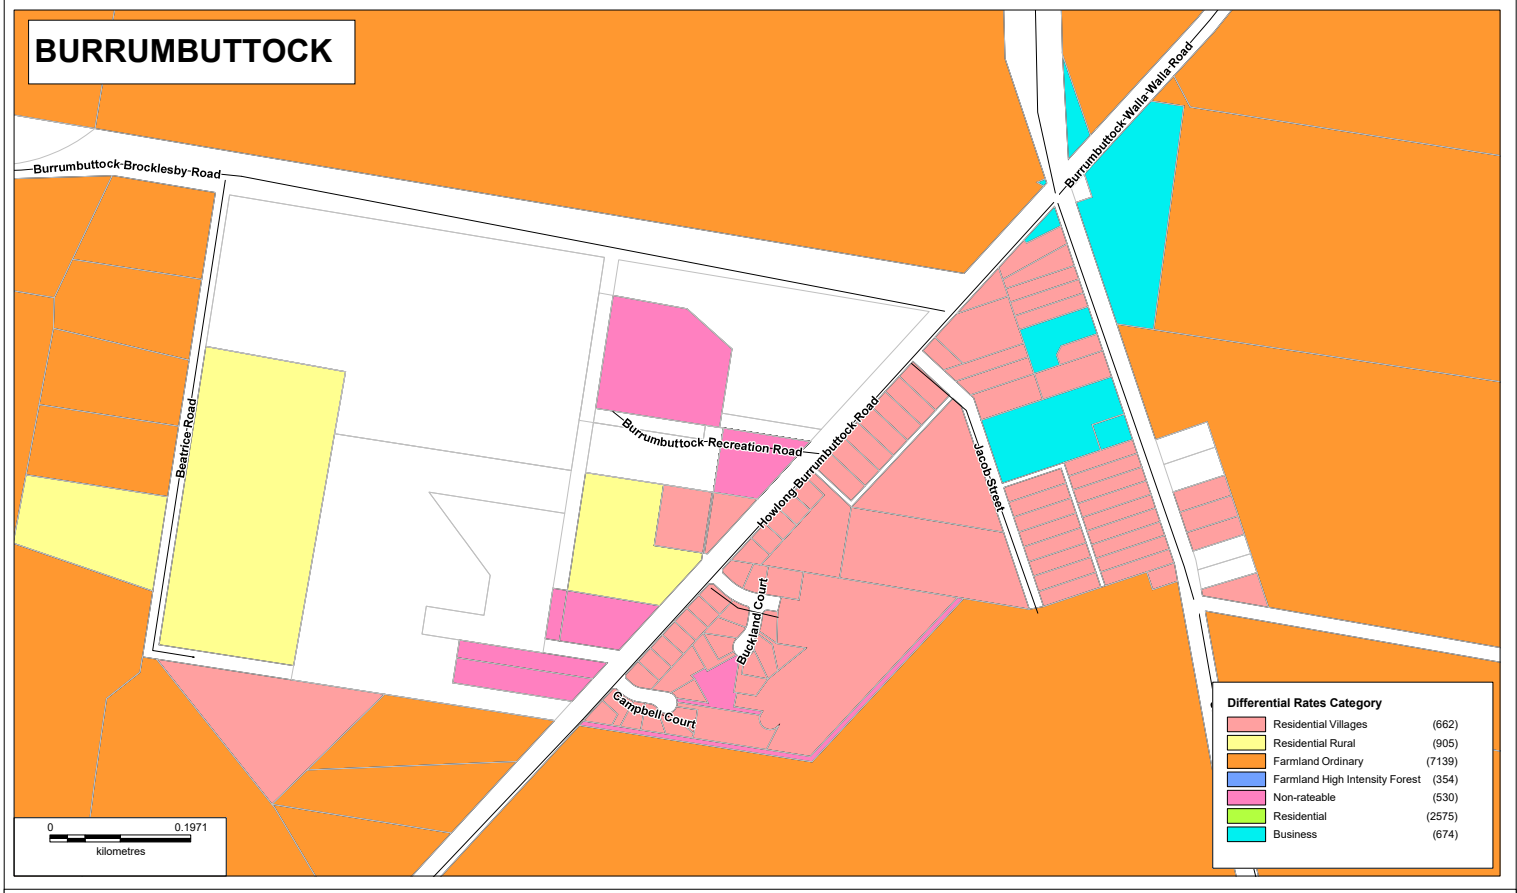 BURRUMBUTTOCK
Burrumbuttock-Walla-Walla-Road
Burrumbuttock-Brocklesby-Road
Beatrice-Road
Burrumbuttock-Recreation-Road
Howlong-Burrumbuttock-Road
Jacob-Street
Buckland-Court
Campbell-Court
Differential Rates Category
Residential Villages (662)
Residential Rural (905)
Farmland Ordinary (7139)
Farmland High Intensity Forest (354)
Non-rateable (530)
Residential (2575)
Business (674)
0 0.1971
kilometres